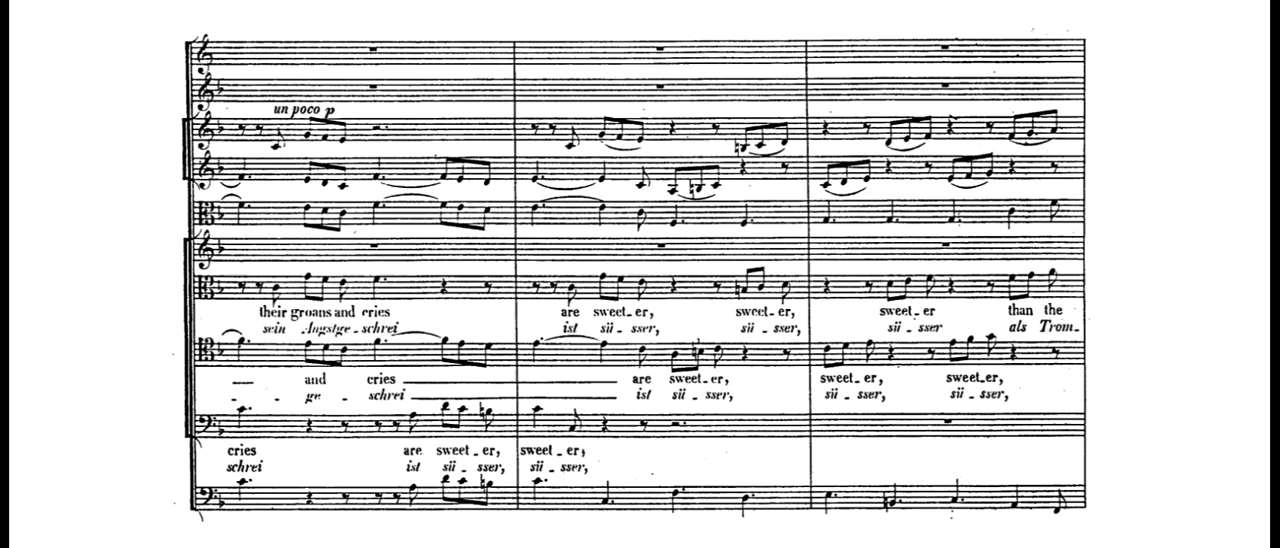 un poco p
their groans and cries are sweet-er, sweet-er, sweet-er than the
sein Angstge-schrei ist sü-sser, sü-sser, sü-sser als Trom-
and cries are sweet-er, sweet-er, sweet-er,
ge-schrei ist sü-sser, sü-sser, sü-sser,
cries are sweet-er, sweet-er,
schrei ist sü-sser, sü-sser,